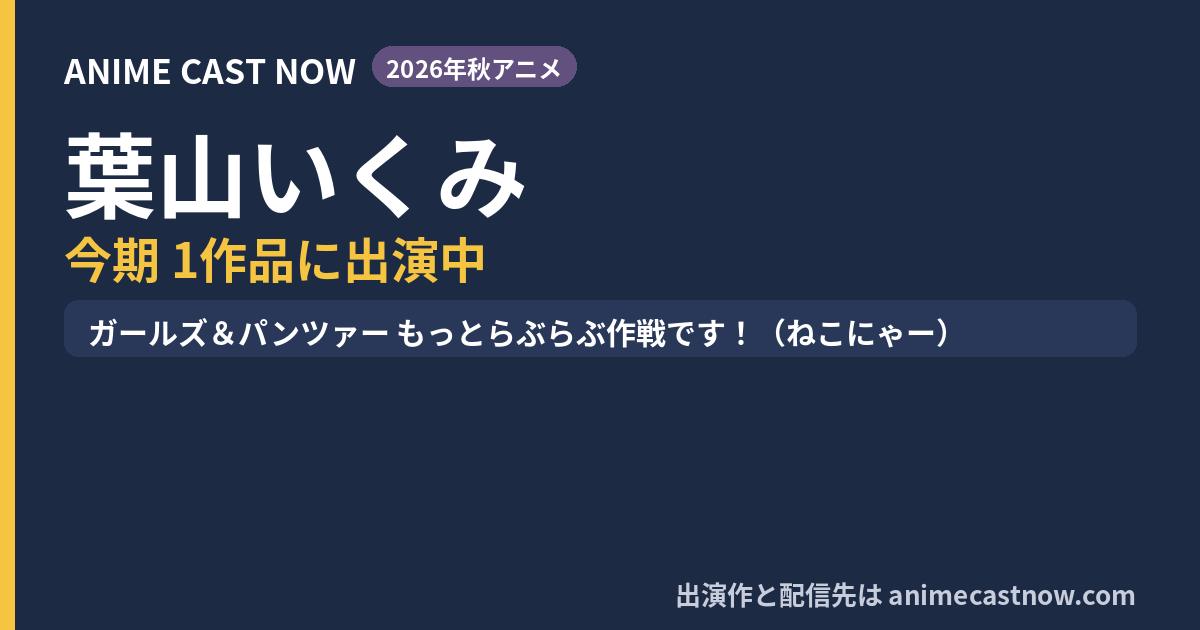 ANIME CAST NOW 2026年秋アニメ
葉山いくみ
今期 1作品に出演中
ガールズ＆パンツァー もっとらぶらぶ作戦です！（ねこにゃー）
出演作と配信先は animecastnow.com